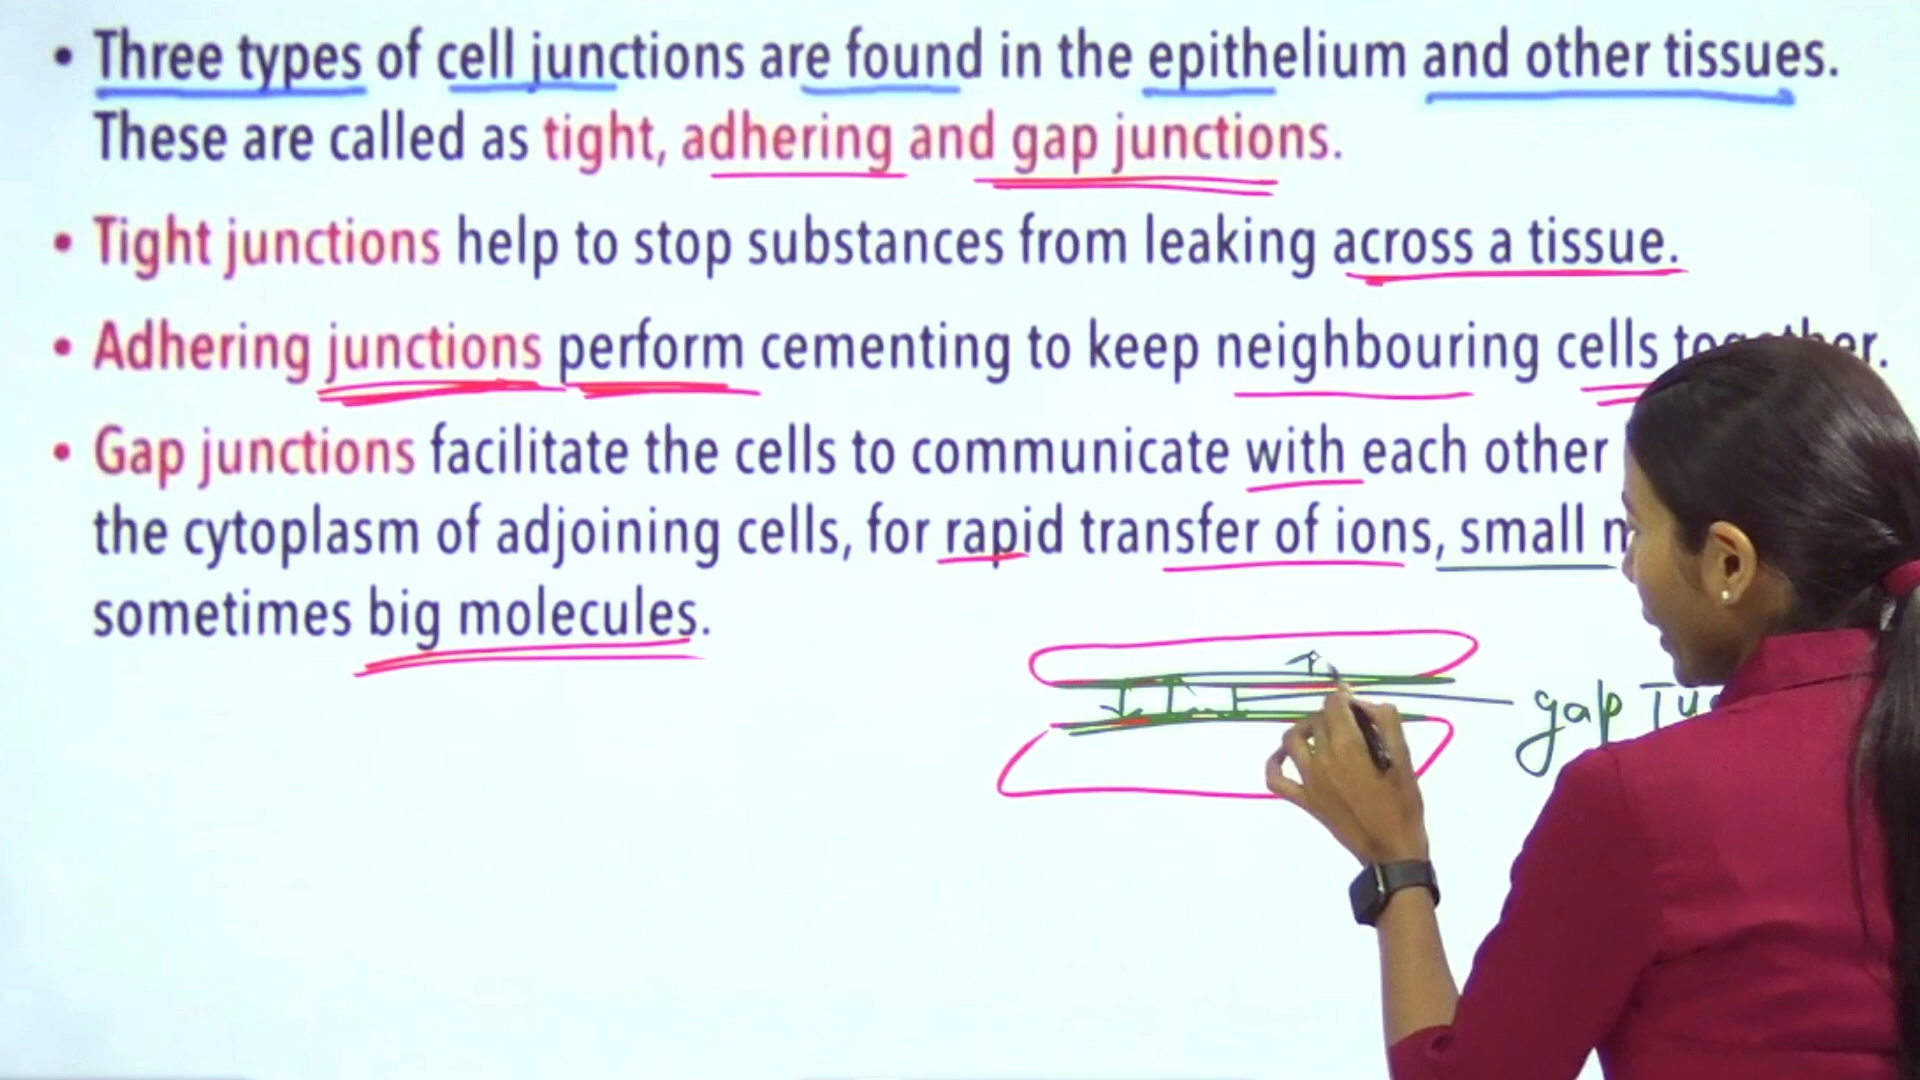 • Three types of cell junctions are found in the epithelium and other tissues.
These are called as tight, adhering and gap junctions.
• Tight junctions help to stop substances from leaking across a tissue.
• Adhering junctions perform cementing to keep neighbouring cells together.
• Gap junctions facilitate the cells to communicate with each other
the cytoplasm of adjoining cells, for rapid transfer of ions, small
sometimes big molecules.
gap